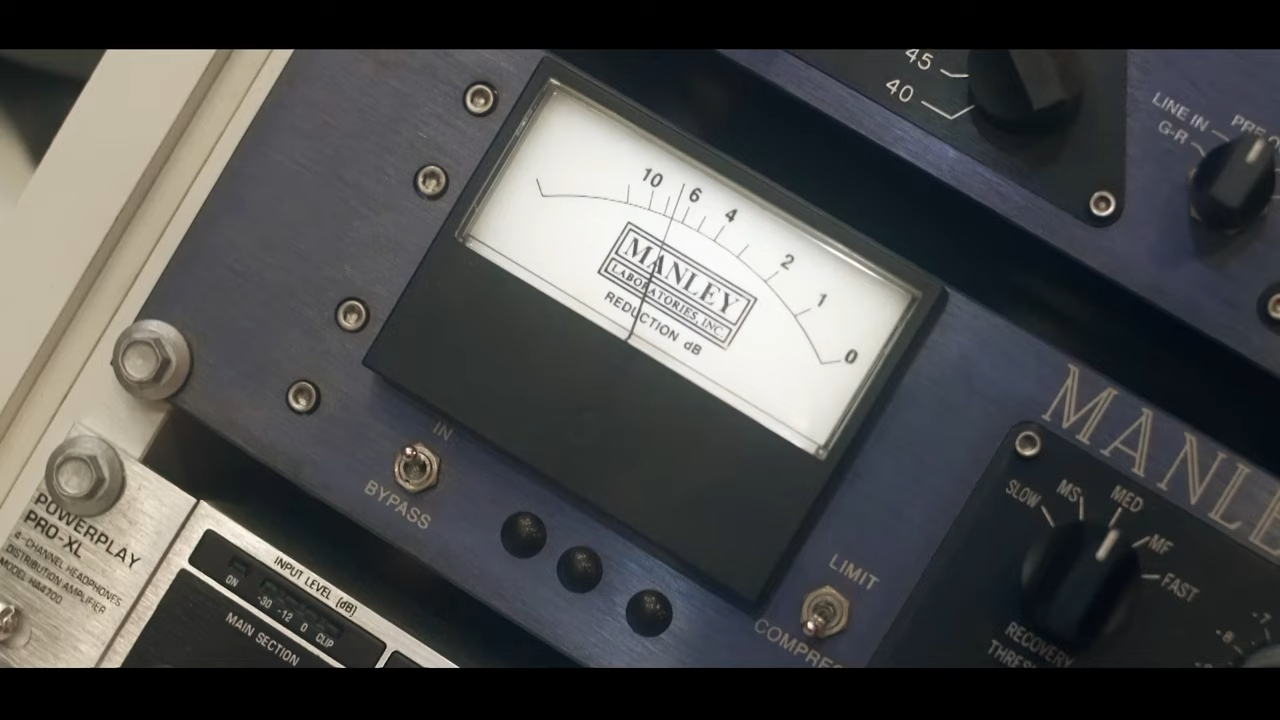 45
40
LINE IN
G-R
10
6
4
2
1
0
MANLEY
LABORATORIES, INC.
REDUCTION dB
IN
BYPASS
MANLE
SLOW
MS
MED
MF
FAST
LIMIT
RECOVERY
-7
-8
POWERPLAY
PRO-XL
4-CHANNEL HEADPHONES
DISTRIBUTION AMPLIFIER
MODEL HA4700
INPUT LEVEL (dB)
ON
-30 -12 0 CLIP
MAIN SECTION